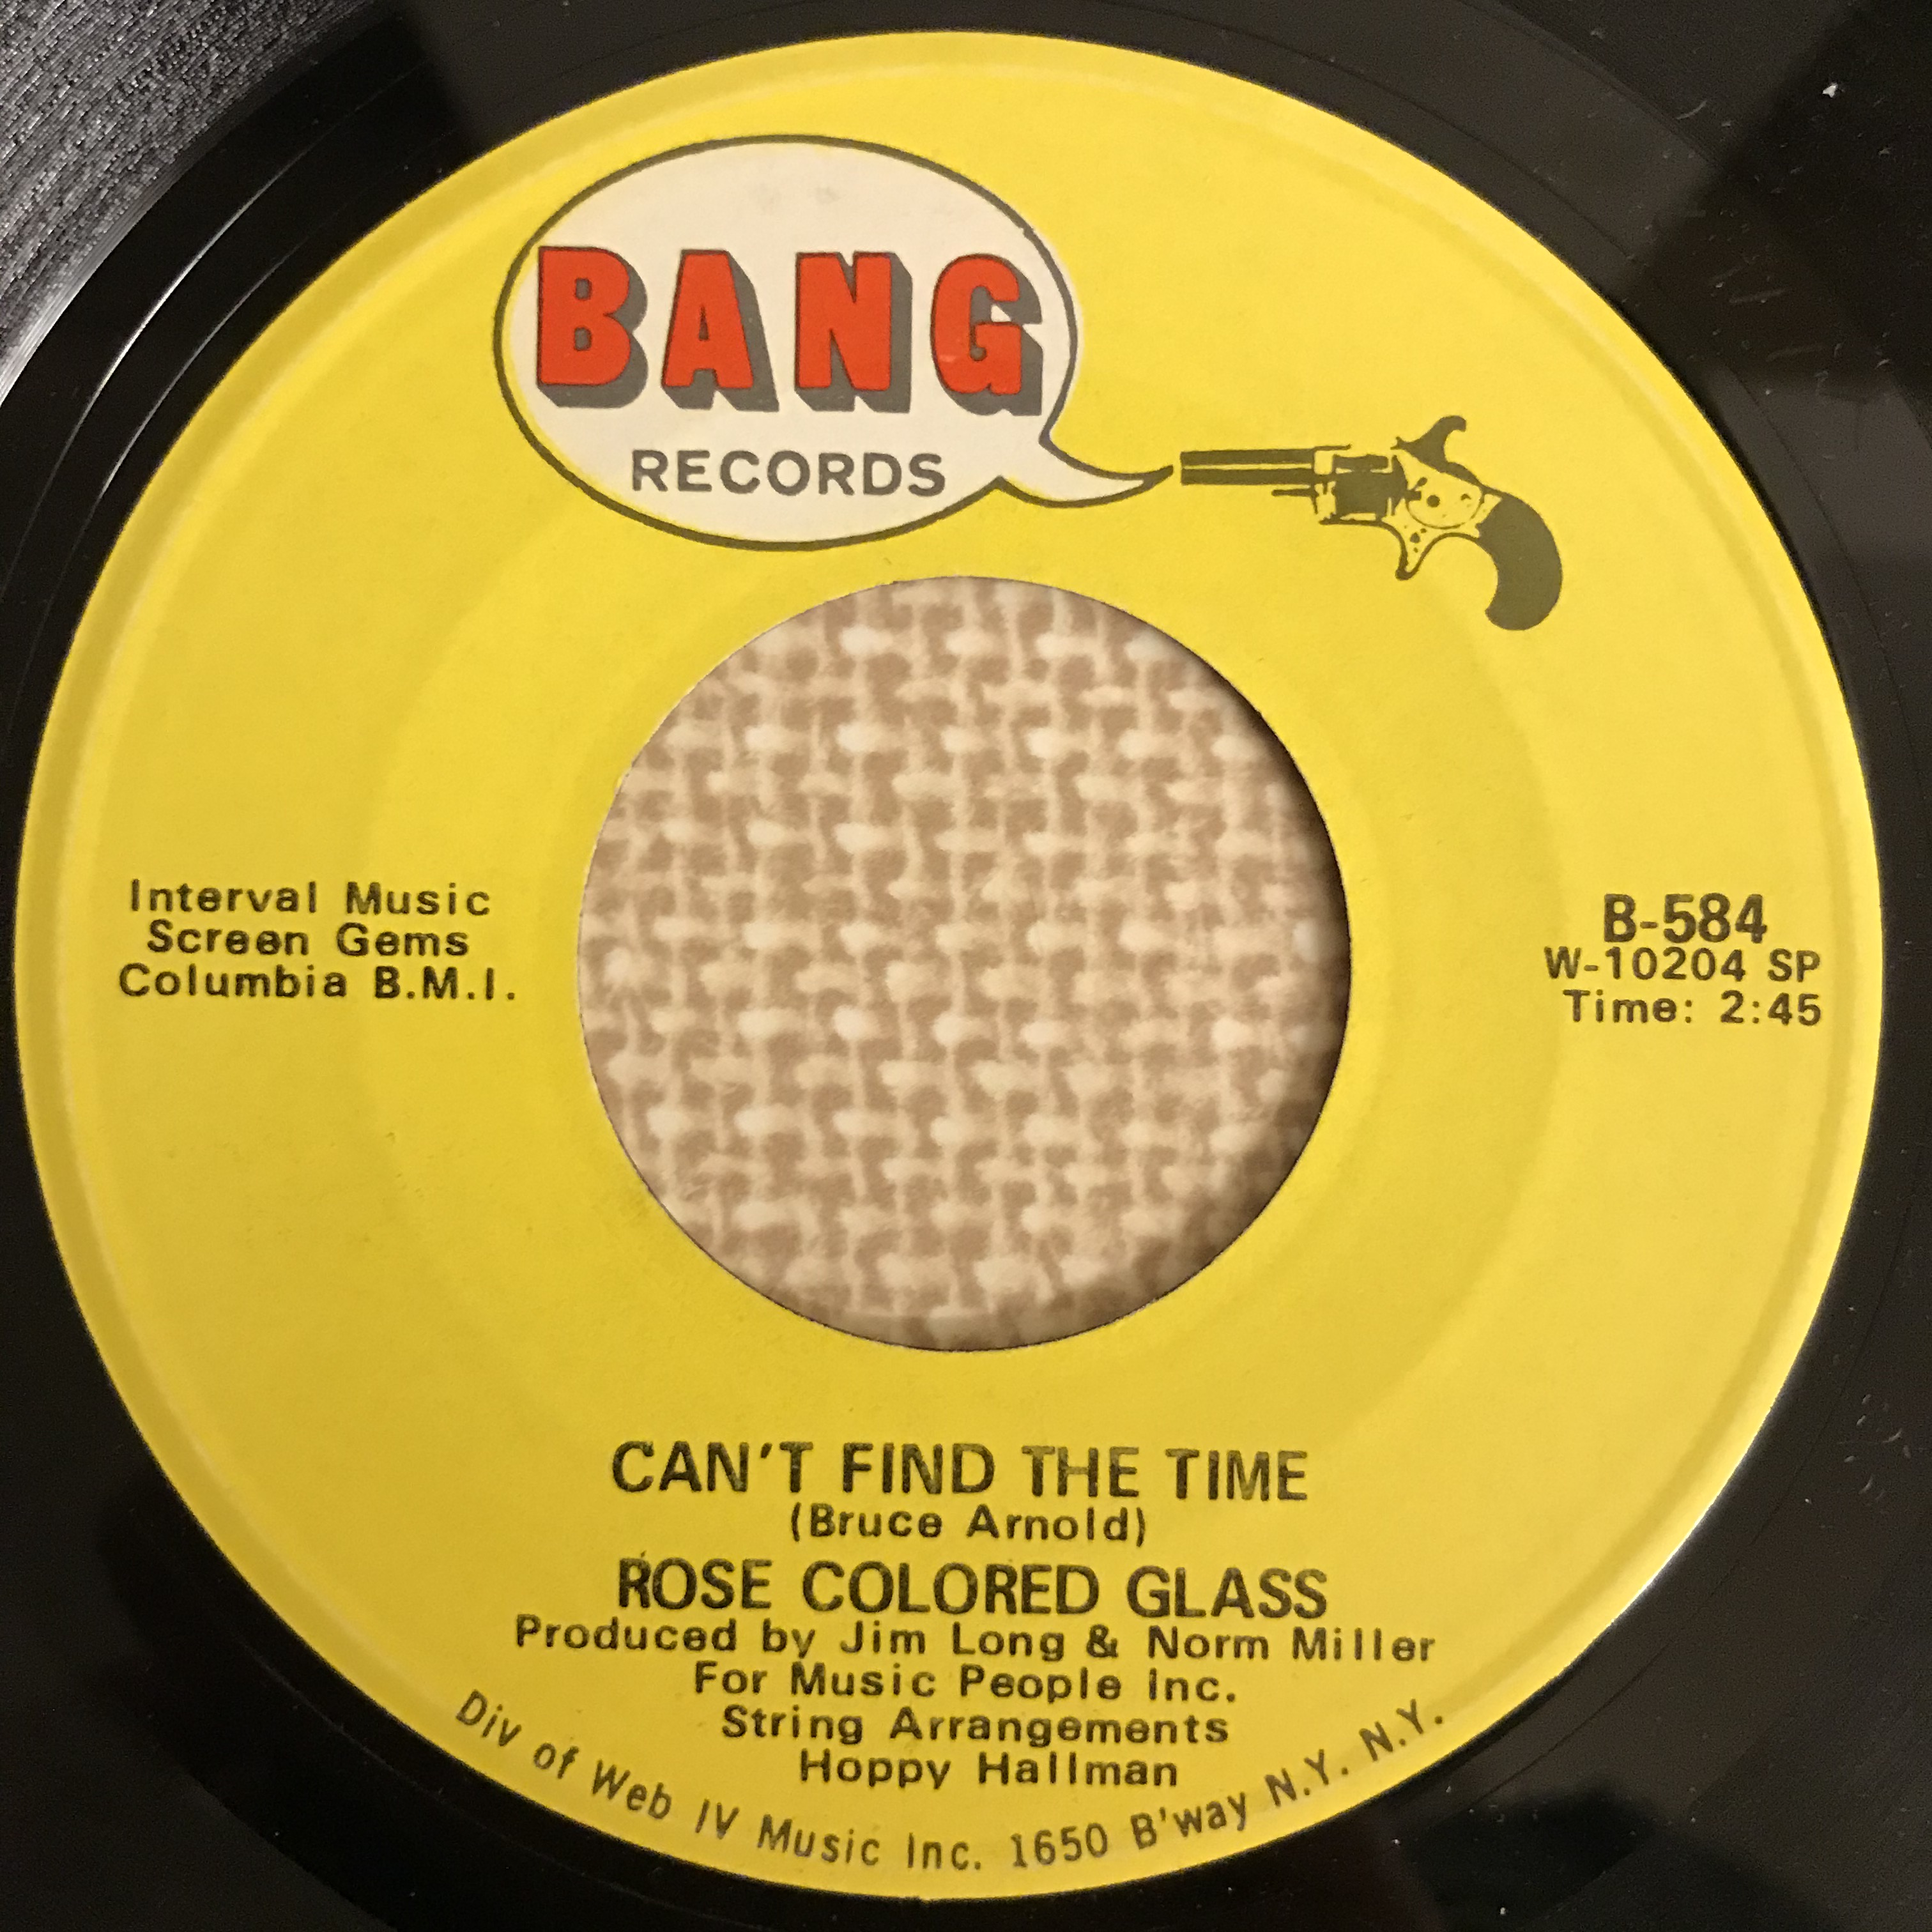 BANG
RECORDS
Interval Music
Screen Gems
Columbia B.M.I.
B-584
W-10204 SP
Time: 2:45
CAN'T FIND THE TIME
(Bruce Arnold)
ROSE COLORED GLASS
Produced by Jim Long & Norm Miller
For Music People Inc.
String Arrangements
Hoppy Hallman
Div of Web IV Music Inc. 1650 B'way N.Y. N.Y.